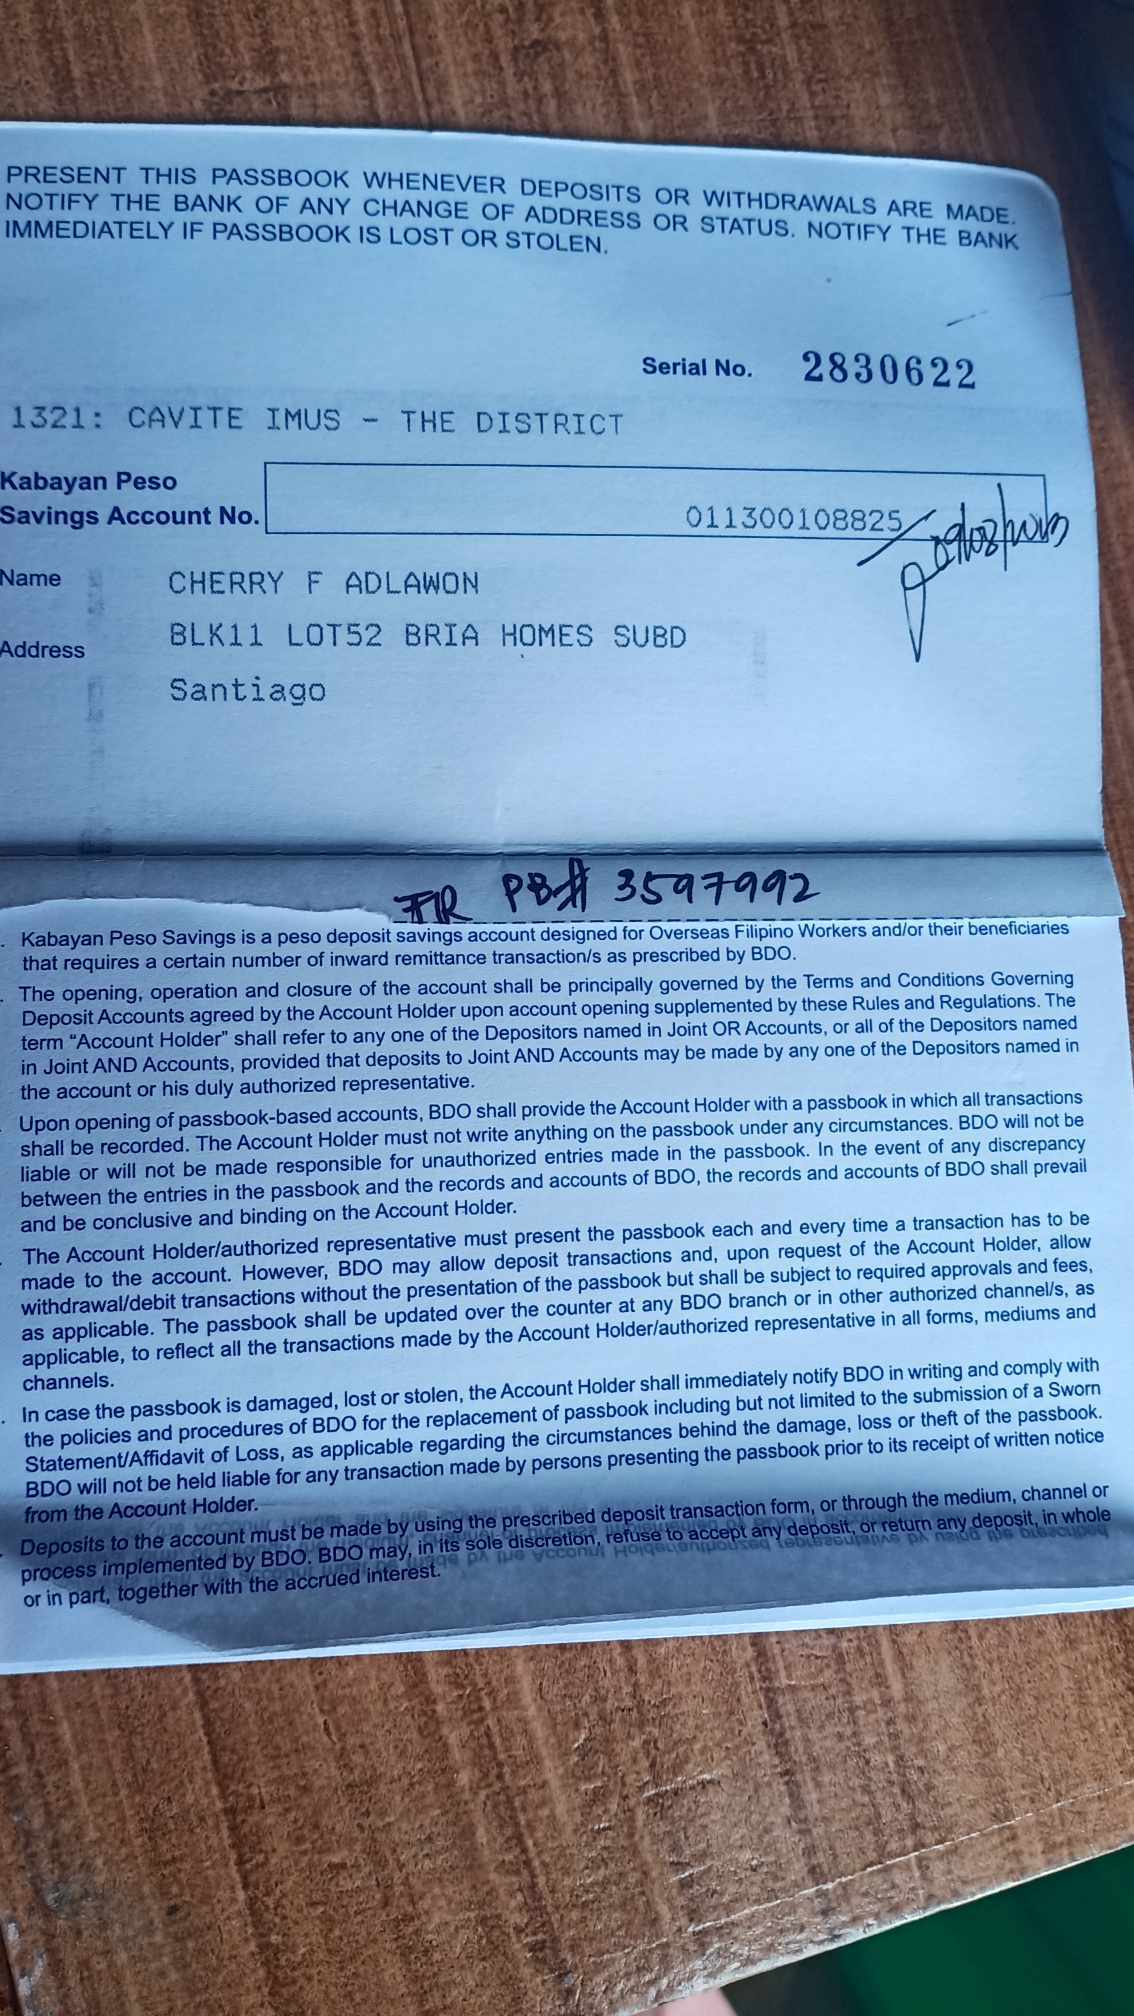 PRESENT THIS PASSBOOK WHENEVER DEPOSITS OR WITHDRAWALS ARE MADE.
NOTIFY THE BANK OF ANY CHANGE OF ADDRESS OR STATUS. NOTIFY THE BANK
IMMEDIATELY IF PASSBOOK IS LOST OR STOLEN.
Serial No. 2830622
1321: CAVITE IMUS - THE DISTRICT
Kabayan Peso
Savings Account No. 011300108825
Name CHERRY F ADLAWON
Address BLK11 LOT52 BRIA HOMES SUBD
Santiago
FIR PB# 3597992
. Kabayan Peso Savings is a peso deposit savings account designed for Overseas Filipino Workers and/or their beneficiaries
that requires a certain number of inward remittance transaction/s as prescribed by BDO.
. The opening, operation and closure of the account shall be principally governed by the Terms and Conditions Governing
Deposit Accounts agreed by the Account Holder upon account opening supplemented by these Rules and Regulations. The
term “Account Holder” shall refer to any one of the Depositors named in Joint OR Accounts, or all of the Depositors named
in Joint AND Accounts, provided that deposits to Joint AND Accounts may be made by any one of the Depositors named in
the account or his duly authorized representative.
. Upon opening of passbook-based accounts, BDO shall provide the Account Holder with a passbook in which all transactions
shall be recorded. The Account Holder must not write anything on the passbook under any circumstances. BDO will not be
liable or will not be made responsible for unauthorized entries made in the passbook. In the event of any discrepancy
between the entries in the passbook and the records and accounts of BDO, the records and accounts of BDO shall prevail
and be conclusive and binding on the Account Holder.
. The Account Holder/authorized representative must present the passbook each and every time a transaction has to be
made to the account. However, BDO may allow deposit transactions and, upon request of the Account Holder, allow
withdrawal/debit transactions without the presentation of the passbook but shall be subject to required approvals and fees,
as applicable. The passbook shall be updated over the counter at any BDO branch or in other authorized channel/s, as
applicable, to reflect all the transactions made by the Account Holder/authorized representative in all forms, mediums and
channels.
. In case the passbook is damaged, lost or stolen, the Account Holder shall immediately notify BDO in writing and comply with
the policies and procedures of BDO for the replacement of passbook including but not limited to the submission of a Sworn
Statement/Affidavit of Loss, as applicable regarding the circumstances behind the damage, loss or theft of the passbook.
BDO will not be held liable for any transaction made by persons presenting the passbook prior to its receipt of written notice
from the Account Holder.
. Deposits to the account must be made by using the prescribed deposit transaction form, or through the medium, channel or
process implemented by BDO. BDO may, in its sole discretion, refuse to accept any deposit, or return any deposit, in whole
or in part, together with the accrued interest.